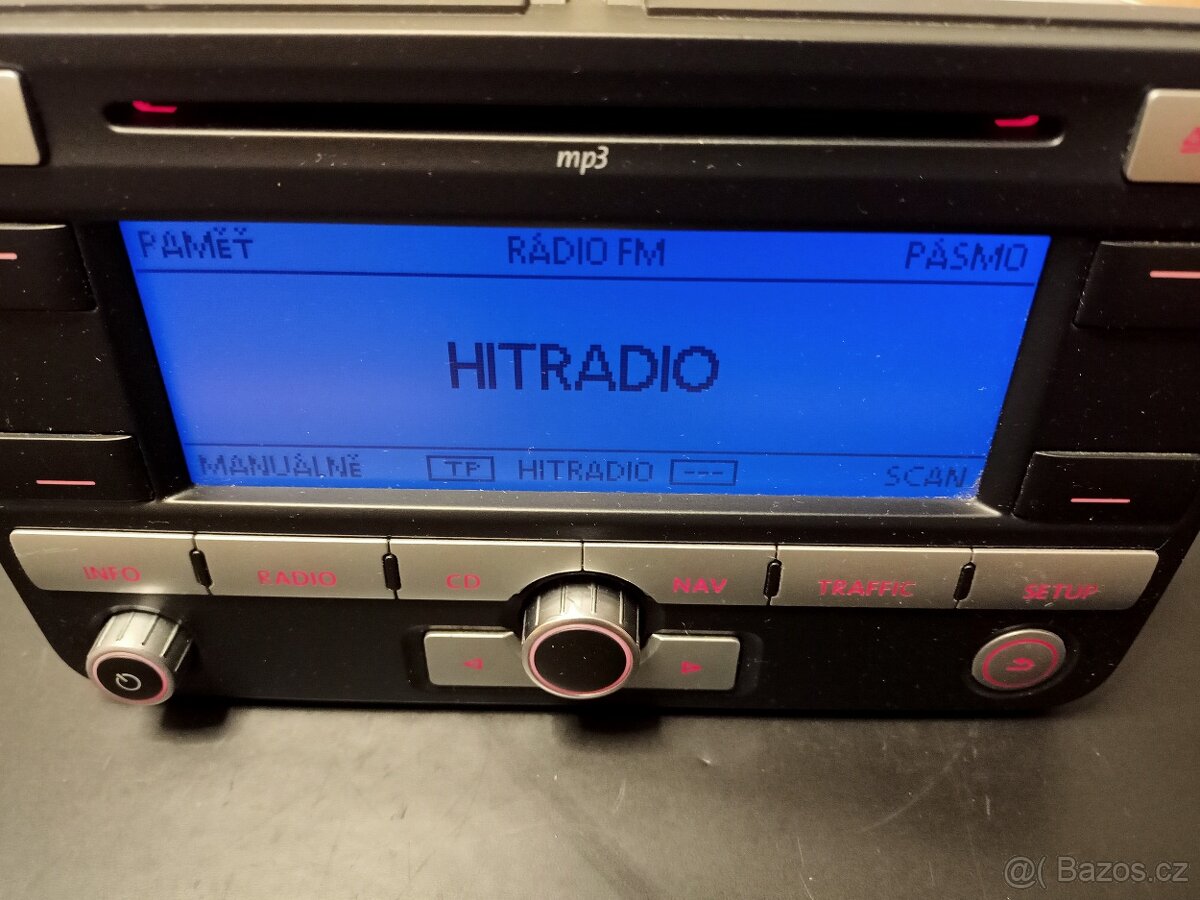 mp3
PAMĚŤ RÁDIO FM PÁSMO
HITRADIO
MANUÁLNĚ TP HITRADIO --- SCAN
INFO RADIO CD NAV TRAFFIC SETUP
@( Bazos.cz